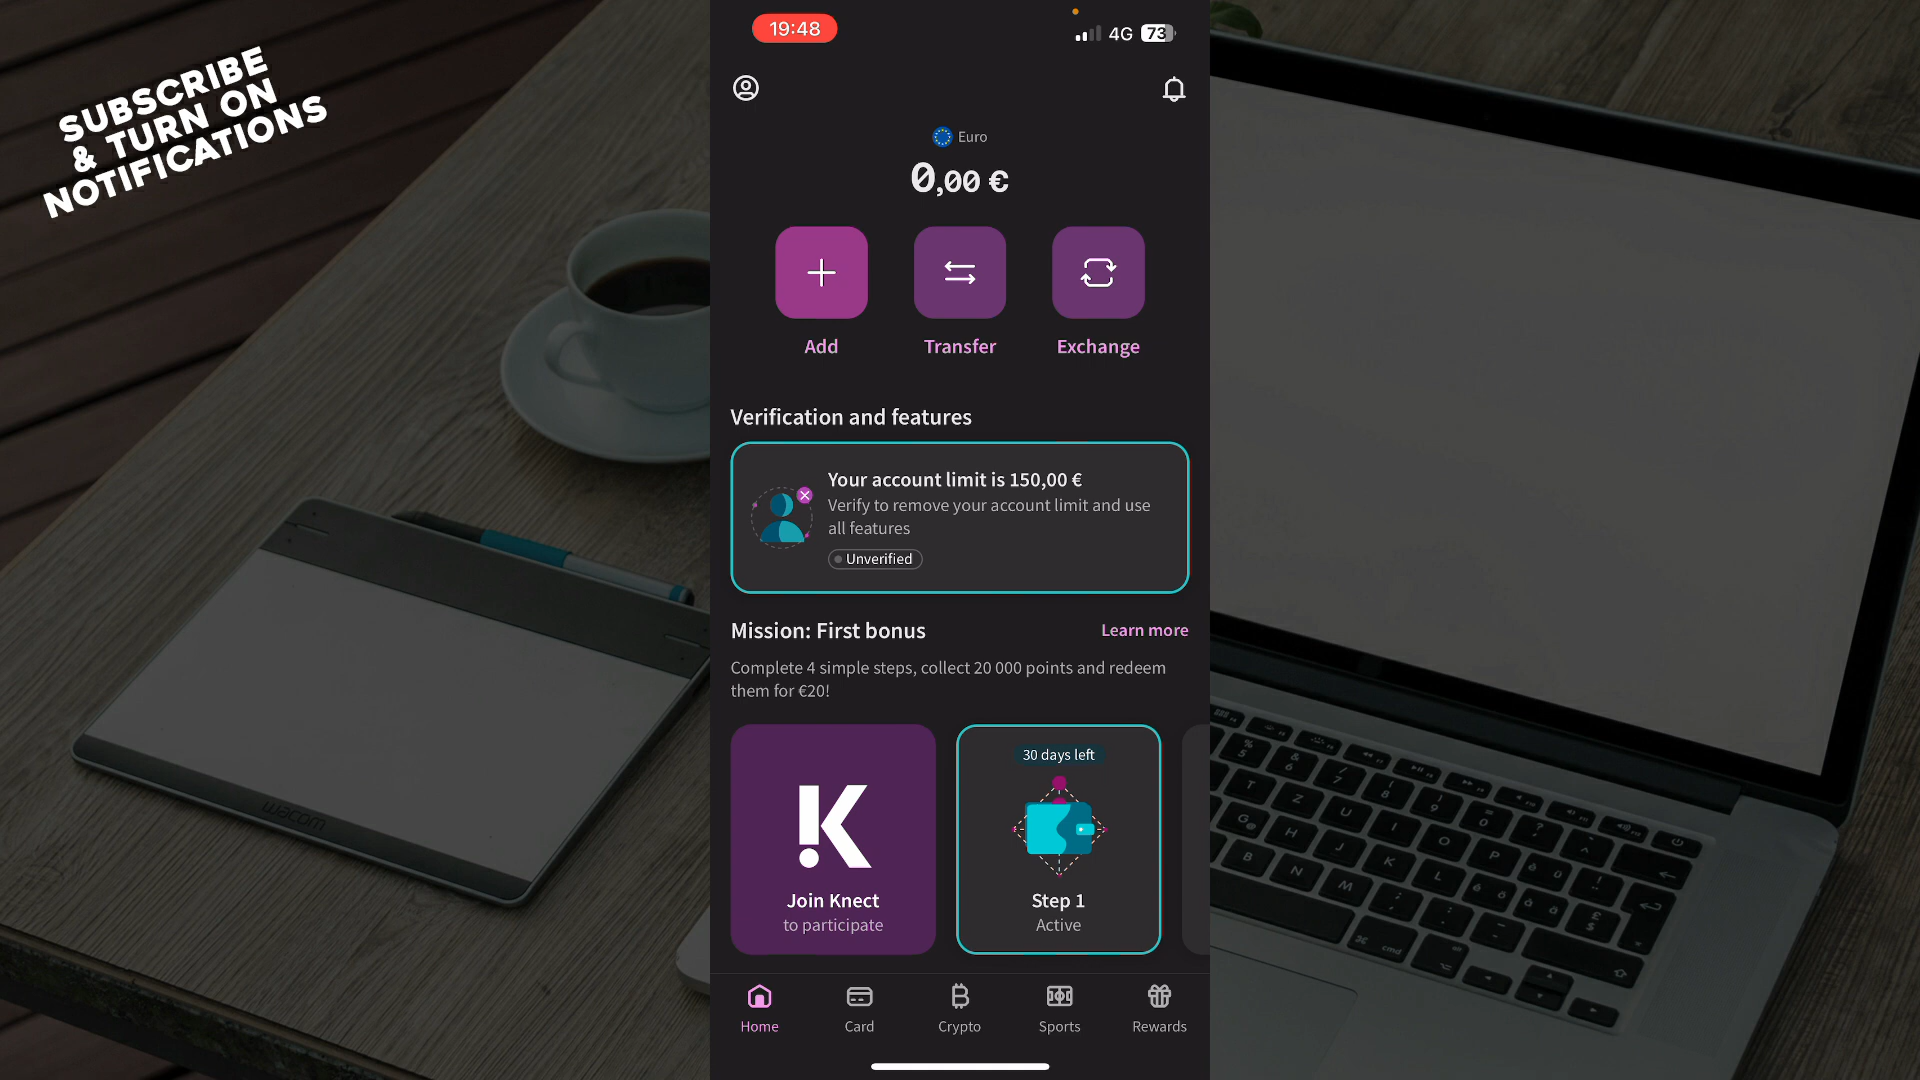 SUBSCRIBE
& TURN ON
NOTIFICATIONS
19:48
4G 73
Euro
0,00 €
Add
Transfer
Exchange
Verification and features
Your account limit is 150,00 €
Verify to remove your account limit and use
all features
Unverified
Mission: First bonus
Learn more
Complete 4 simple steps, collect 20 000 points and redeem
them for €20!
Join Knect
to participate
30 days left
Step 1
Active
Home
Card
Crypto
Sports
Rewards
wacom